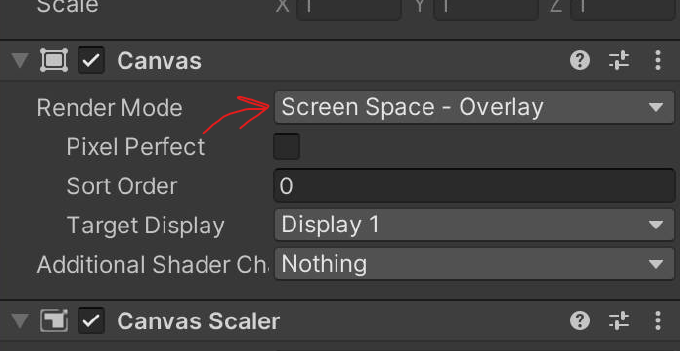 Scale X 1 Y 1 Z 1
Canvas
Render Mode Screen Space - Overlay
Pixel Perfect
Sort Order 0
Target Display Display 1
Additional Shader Cha Nothing
Canvas Scaler